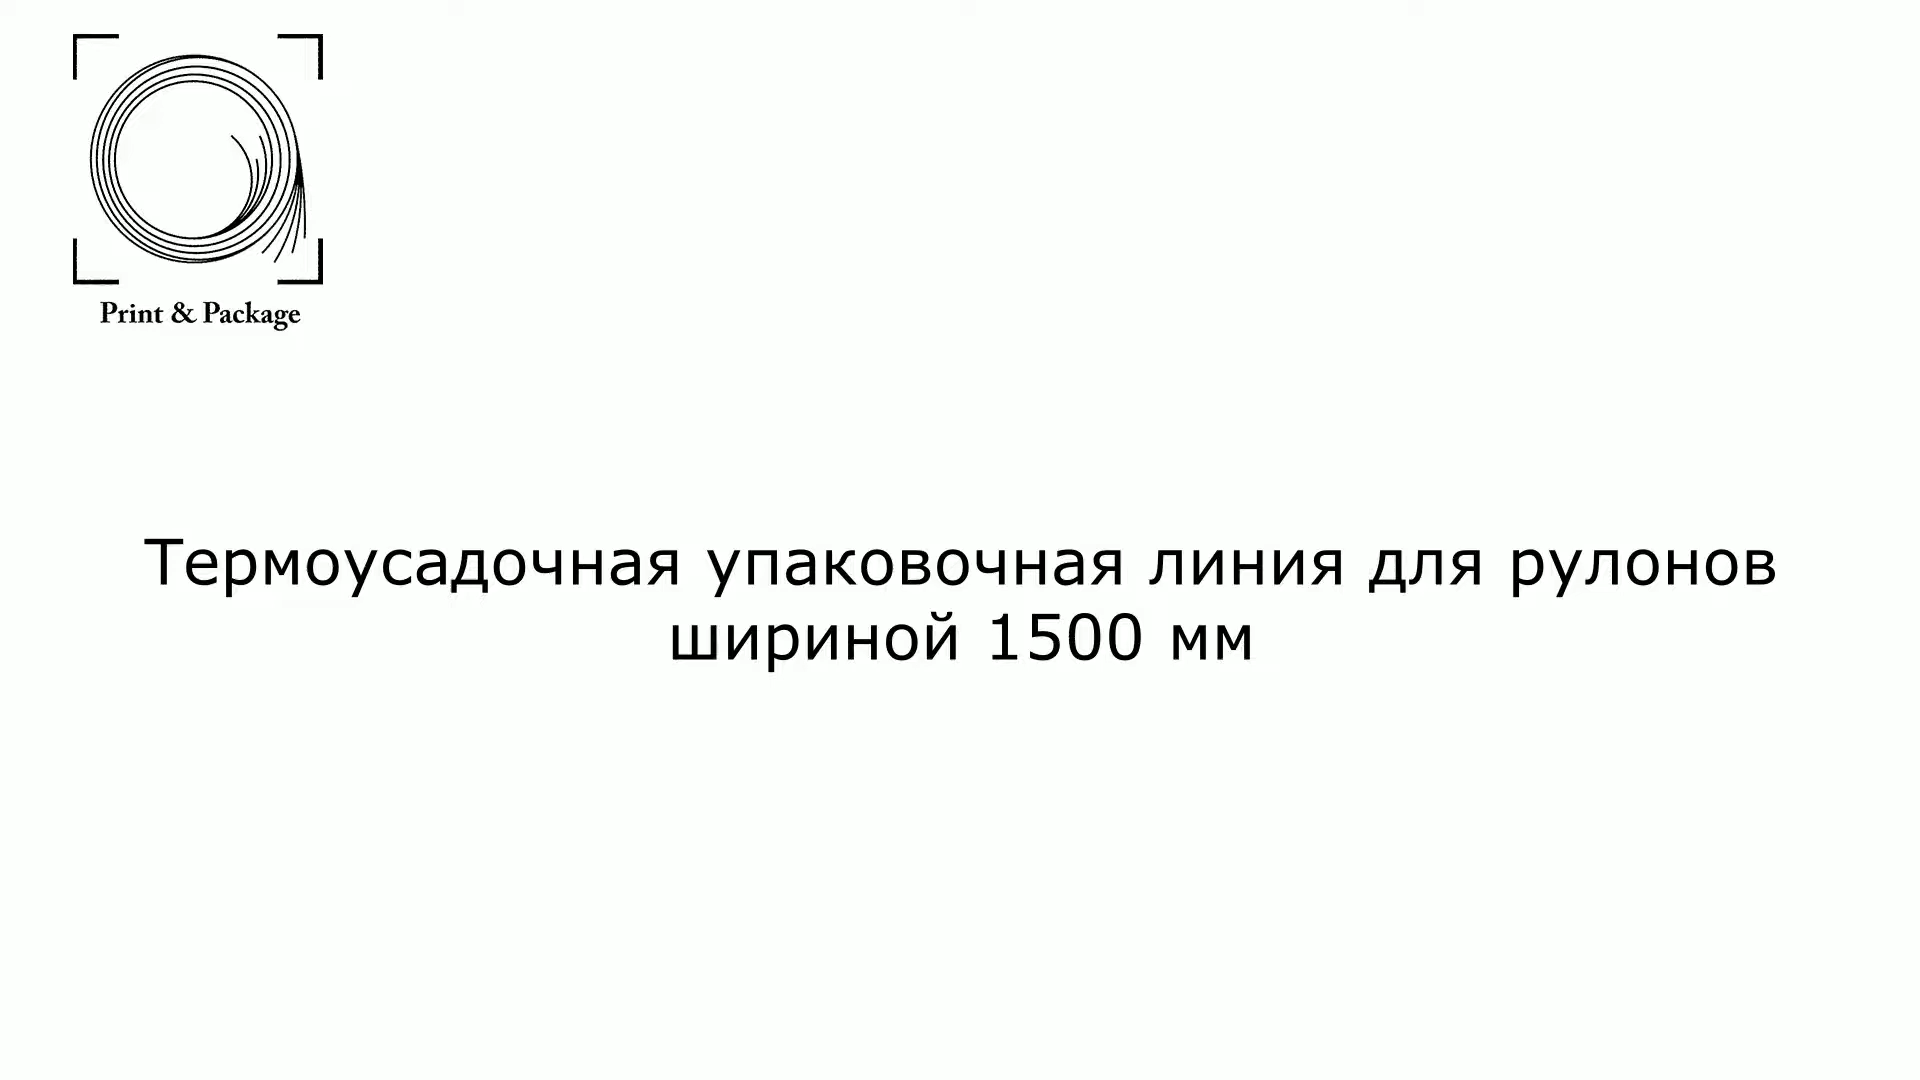 Print & Package
Термоусадочная упаковочная линия для рулонов
шириной 1500 мм